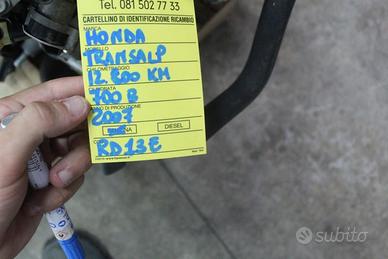 Tel. 081 502 77 33
CARTELLINO DI IDENTIFICAZIONE RICAMBIO
MARCA
HONDA
MODELLO
TRANSALP
CHILOMETRAGGIO
12.800 KM
CILINDRATA
700 B
ANNO DI PRODUZIONE
2007
DIESEL
RD13E
subito